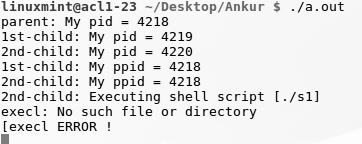 linuxmint@acl1-23 ~/Desktop/Ankur $ ./a.out
parent: My pid = 4218
1st-child: My pid = 4219
2nd-child: My pid = 4220
1st-child: My ppid = 4218
2nd-child: My ppid = 4218
2nd-child: Executing shell script [./s1]
execl: No such file or directory
[execl ERROR !